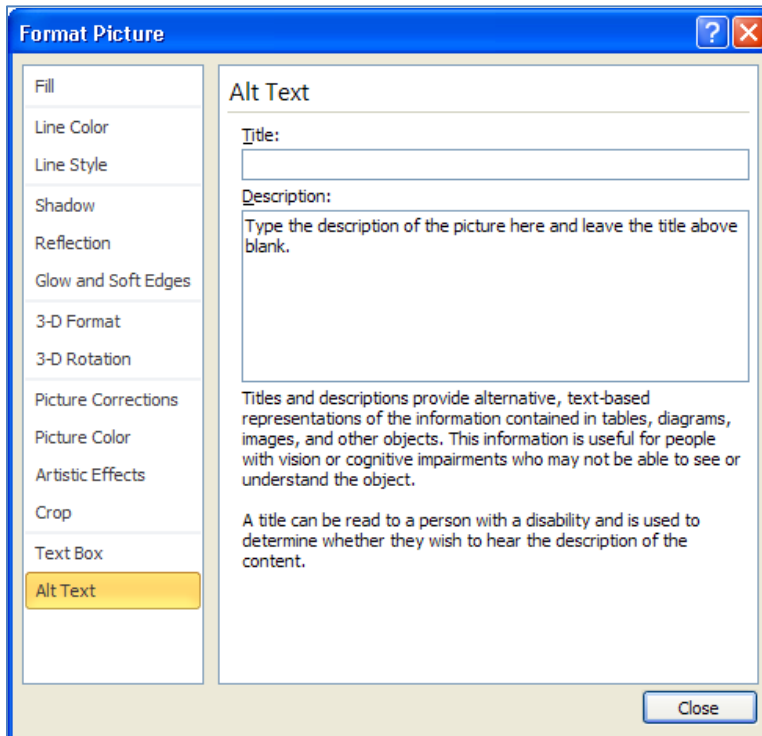 Format Picture
?
Fill
Line Color
Line Style
Shadow
Reflection
Glow and Soft Edges
3-D Format
3-D Rotation
Picture Corrections
Picture Color
Artistic Effects
Crop
Text Box
Alt Text
Alt Text
Title:
Description:
Type the description of the picture here and leave the title above
blank.
Titles and descriptions provide alternative, text-based
representations of the information contained in tables, diagrams,
images, and other objects. This information is useful for people
with vision or cognitive impairments who may not be able to see or
understand the object.
A title can be read to a person with a disability and is used to
determine whether they wish to hear the description of the
content.
Close